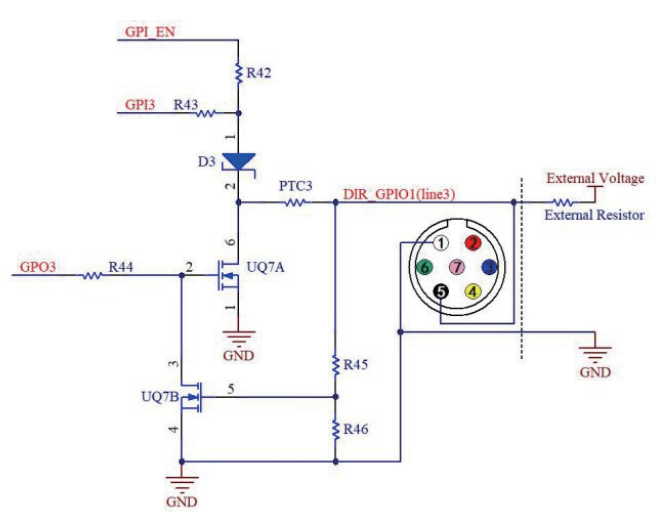 GPI_EN
R42
GPI3
R43
1
D3
2
PTC3
DIR_GPIO1(line3)
External Voltage
External Resistor
6
1
2
6
7
3
5
4
GPO3
R44
2
UQ7A
1
GND
GND
3
R45
UQ7B
5
4
R46
GND